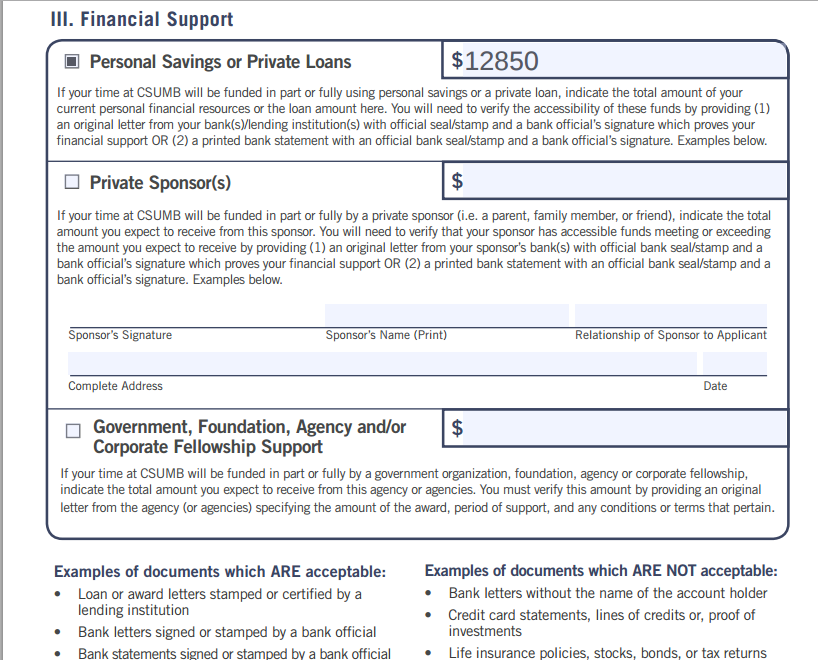 III. Financial Support
Personal Savings or Private Loans
$12850
If your time at CSUMB will be funded in part or fully using personal savings or a private loan, indicate the total amount of your
current personal financial resources or the loan amount here. You will need to verify the accessibility of these funds by providing (1)
an original letter from your bank(s)/lending institution(s) with official seal/stamp and a bank official's signature which proves your
financial support OR (2) a printed bank statement with an official bank seal/stamp and a bank official's signature. Examples below.
Private Sponsor(s)
$
If your time at CSUMB will be funded in part or fully by a private sponsor (i.e. a parent, family member, or friend), indicate the total
amount you expect to receive from this sponsor. You will need to verify that your sponsor has accessible funds meeting or exceeding
the amount you expect to receive by providing (1) an original letter from your sponsor's bank(s) with official bank seal/stamp and a
bank official's signature which proves your financial support OR (2) a printed bank statement with an official bank seal/stamp and a
bank official's signature. Examples below.
Sponsor's Signature
Sponsor's Name (Print)
Relationship of Sponsor to Applicant
Complete Address
Date
Government, Foundation, Agency and/or
Corporate Fellowship Support
$
If your time at CSUMB will be funded in part or fully by a government organization, foundation, agency or corporate fellowship,
indicate the total amount you expect to receive from this agency or agencies. You must verify this amount by providing an original
letter from the agency (or agencies) specifying the amount of the award, period of support, and any conditions or terms that pertain.
Examples of documents which ARE acceptable:
• Loan or award letters stamped or certified by a
lending institution
• Bank letters signed or stamped by a bank official
• Bank statements signed or stamped by a bank official
Examples of documents which ARE NOT acceptable:
• Bank letters without the name of the account holder
• Credit card statements, lines of credits or, proof of
investments
• Life insurance policies, stocks, bonds, or tax returns